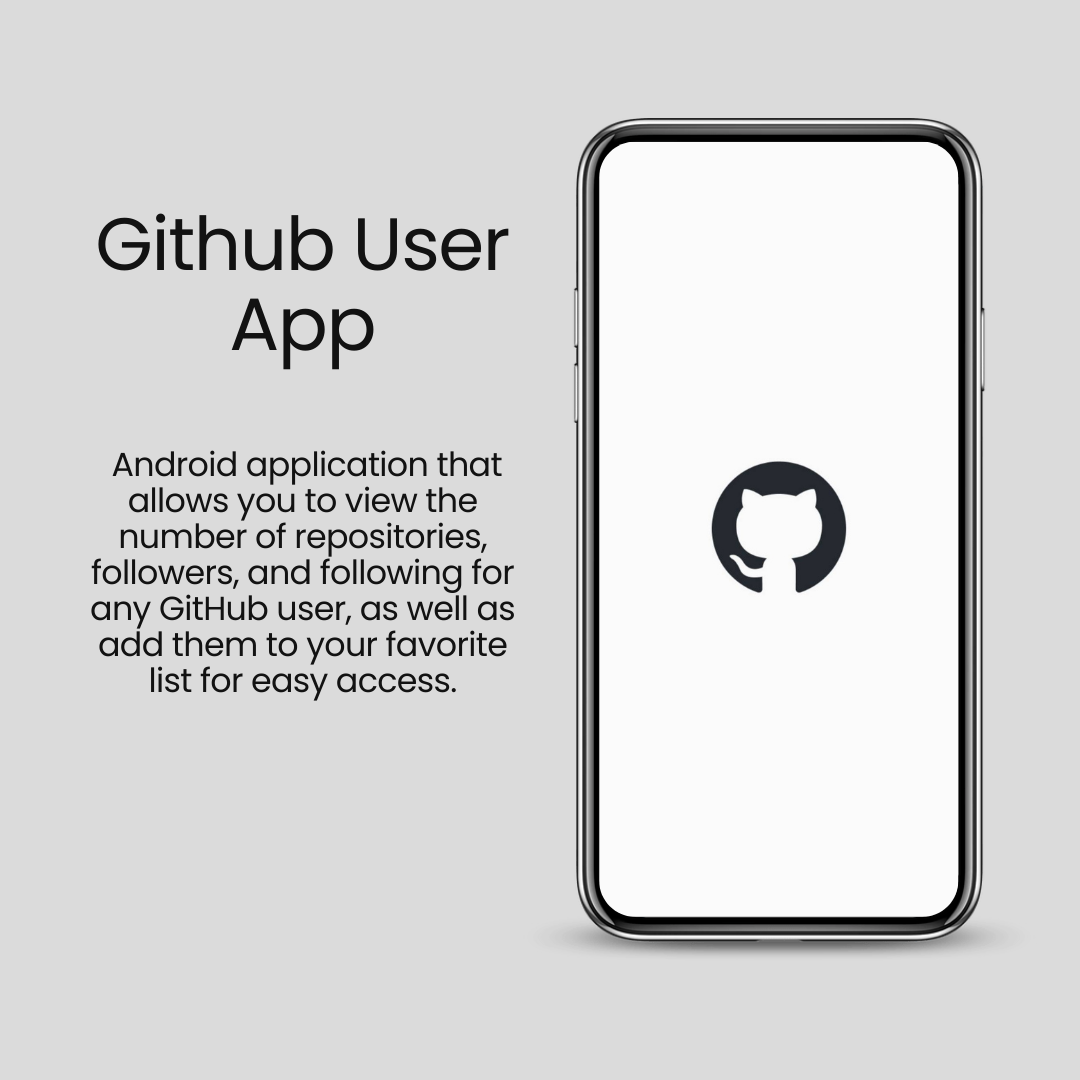 Github User
App
Android application that
allows you to view the
number of repositories,
followers, and following for
any GitHub user, as well as
add them to your favorite
list for easy access.